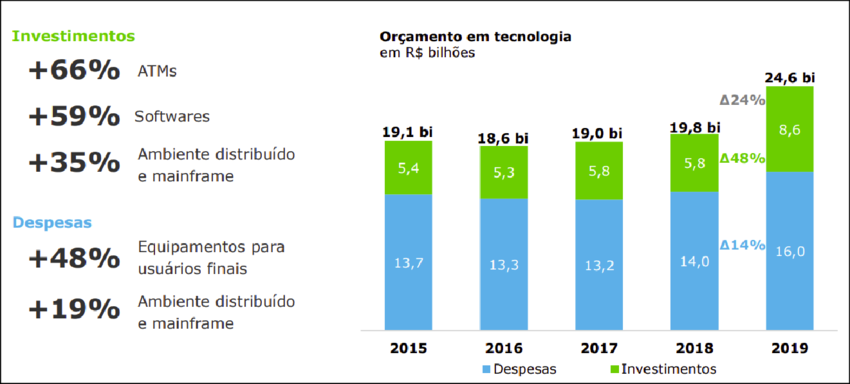 Investimentos
+66% ATMs
+59% Softwares
+35% Ambiente distribuído
e mainframe
Despesas
+48% Equipamentos para
usuários finais
+19% Ambiente distribuído
e mainframe
Orçamento em tecnologia
em R$ bilhões
19,1 bi
18,6 bi
19,0 bi
19,8 bi
24,6 bi
Δ24%
Δ48%
Δ14%
5,4
5,3
5,8
5,8
8,6
13,7
13,3
13,2
14,0
16,0
2015
2016
2017
2018
2019
Despesas
Investimentos